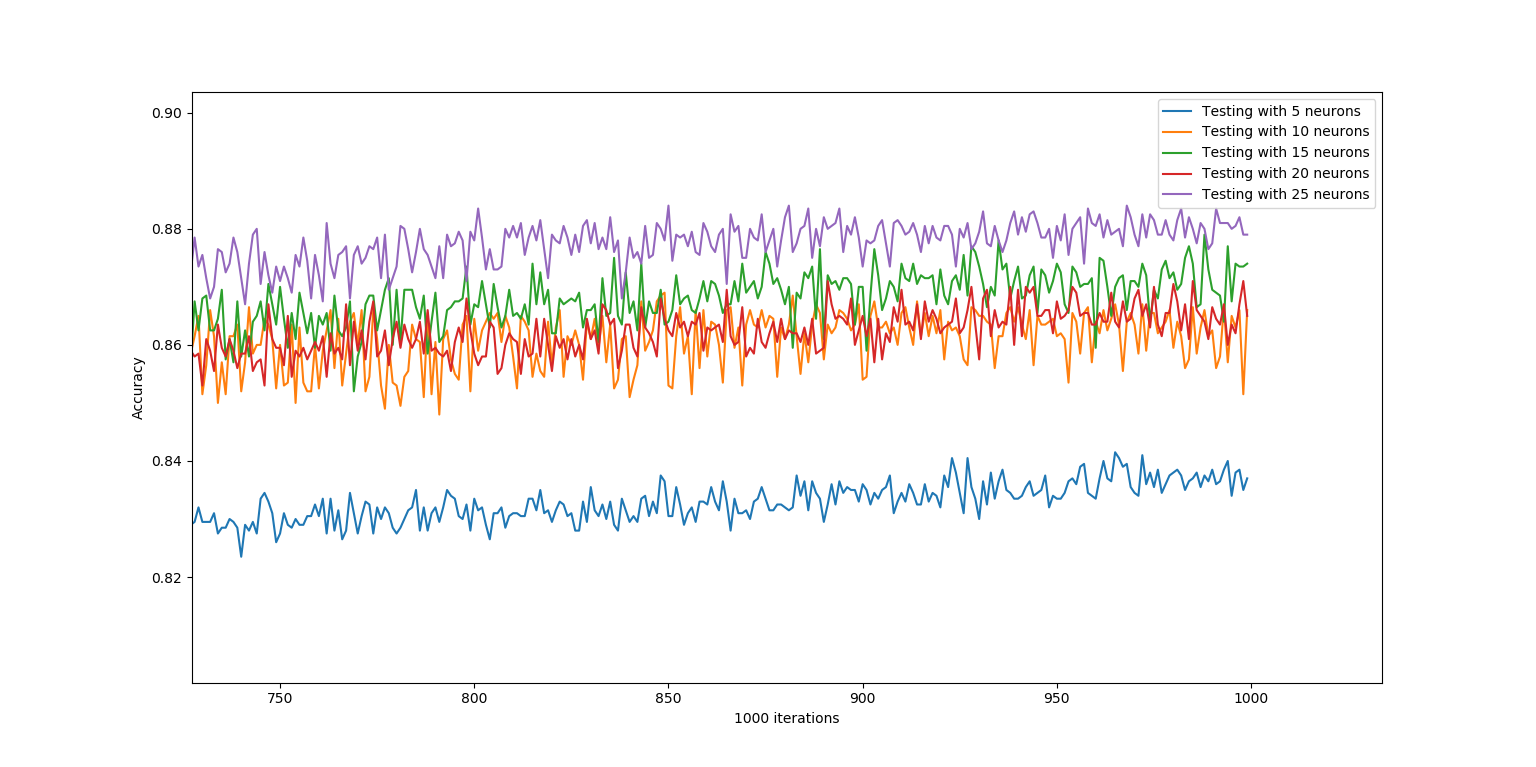 0.90
0.88
0.86
0.84
0.82
Accuracy
750
800
850
900
950
1000
1000 iterations
Testing with 5 neurons
Testing with 10 neurons
Testing with 15 neurons
Testing with 20 neurons
Testing with 25 neurons